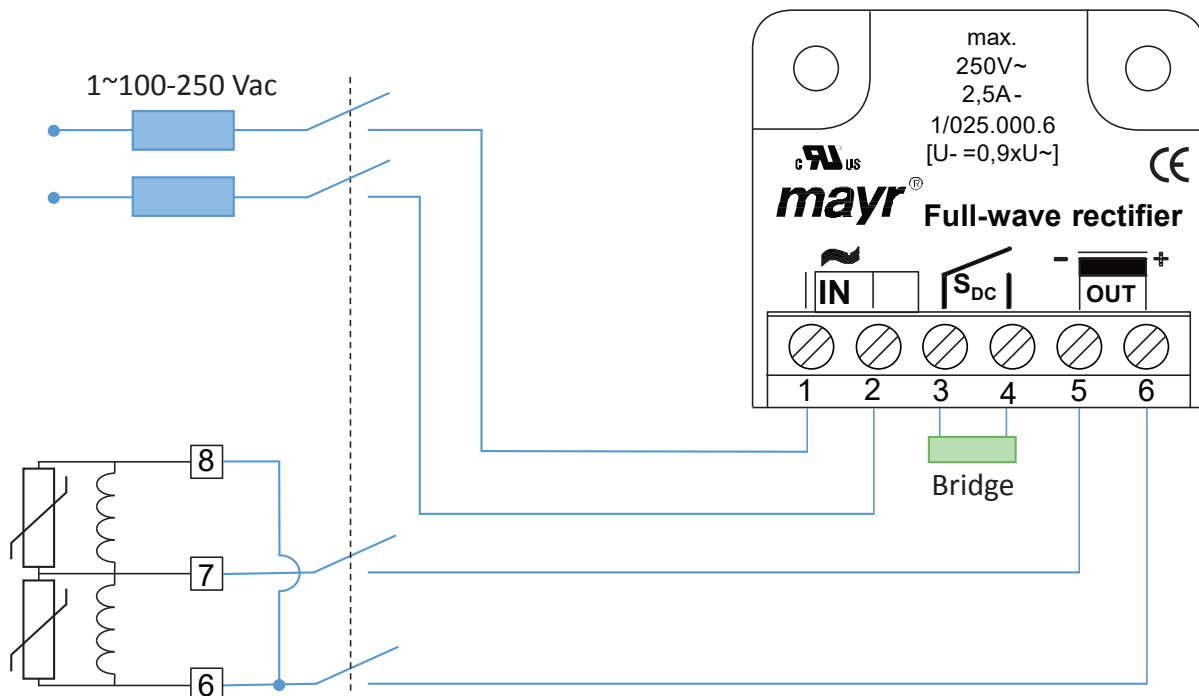 1~100-250 Vac
max.
250V~
2,5A-
1/025.000.6
[U- =0,9xU~]
c RU US
CE
mayr®
Full-wave rectifier
~
- +
IN
SDC
OUT
1 2 3 4 5 6
Bridge
8
7
6